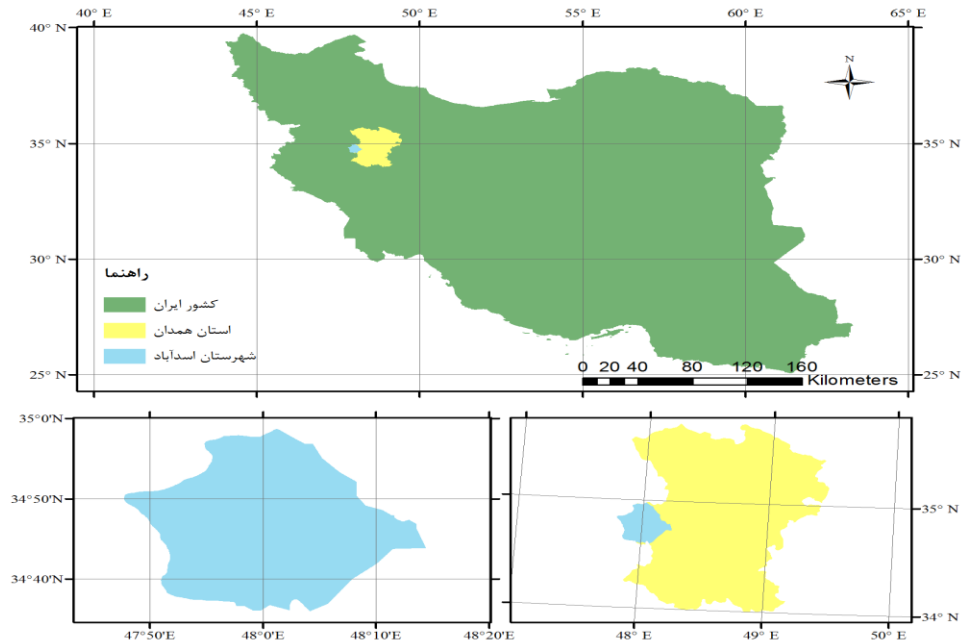 40° E 45° E 50° E 55° E 60° E 65° E
40° N
N
35° N 35° N
30° N 30° N
25° N 25° N
راهنما
کشور ایران
استان همدان
شهرستان اسدآباد
0 20 40 80 120 160
Kilometers
35°0'N
34°50'N
34°40'N
47°50'E 48°0'E 48°10'E 48°20'E
35° N
34° N
48° E 49° E 50° E